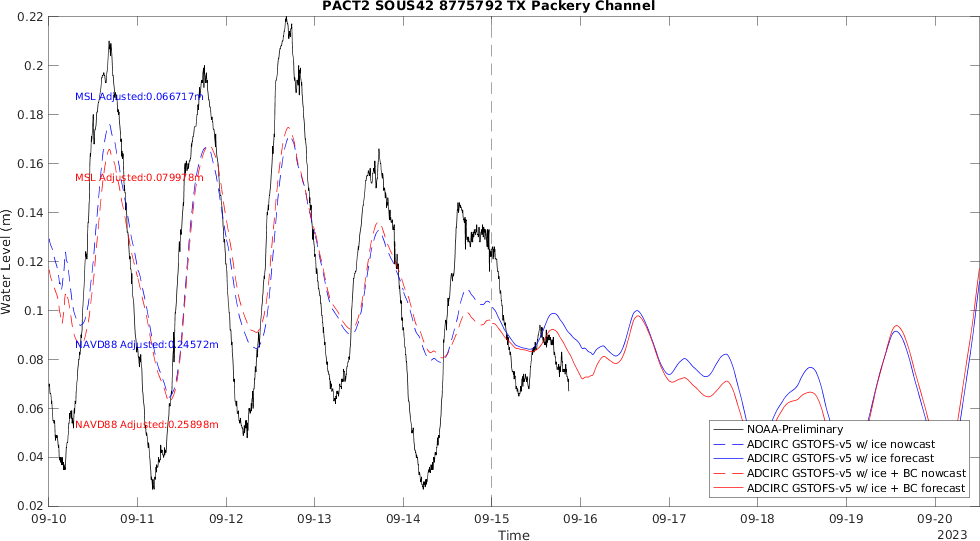 PACT2 SOUS42 8775792 TX Packery Channel
0.22
0.2
0.18
0.16
0.14
0.12
0.1
0.08
0.06
0.04
0.02
Water Level (m)
MSL Adjusted:0.066717m
MSL Adjusted:0.079978m
NAVD88 Adjusted:0.24572m
NAVD88 Adjusted:0.25898m
NOAA-Preliminary
ADCIRC GSTOFS-v5 w/ ice nowcast
ADCIRC GSTOFS-v5 w/ ice forecast
ADCIRC GSTOFS-v5 w/ ice + BC nowcast
ADCIRC GSTOFS-v5 w/ ice + BC forecast
09-10 09-11 09-12 09-13 09-14 09-15 09-16 09-17 09-18 09-19 09-20
Time
2023